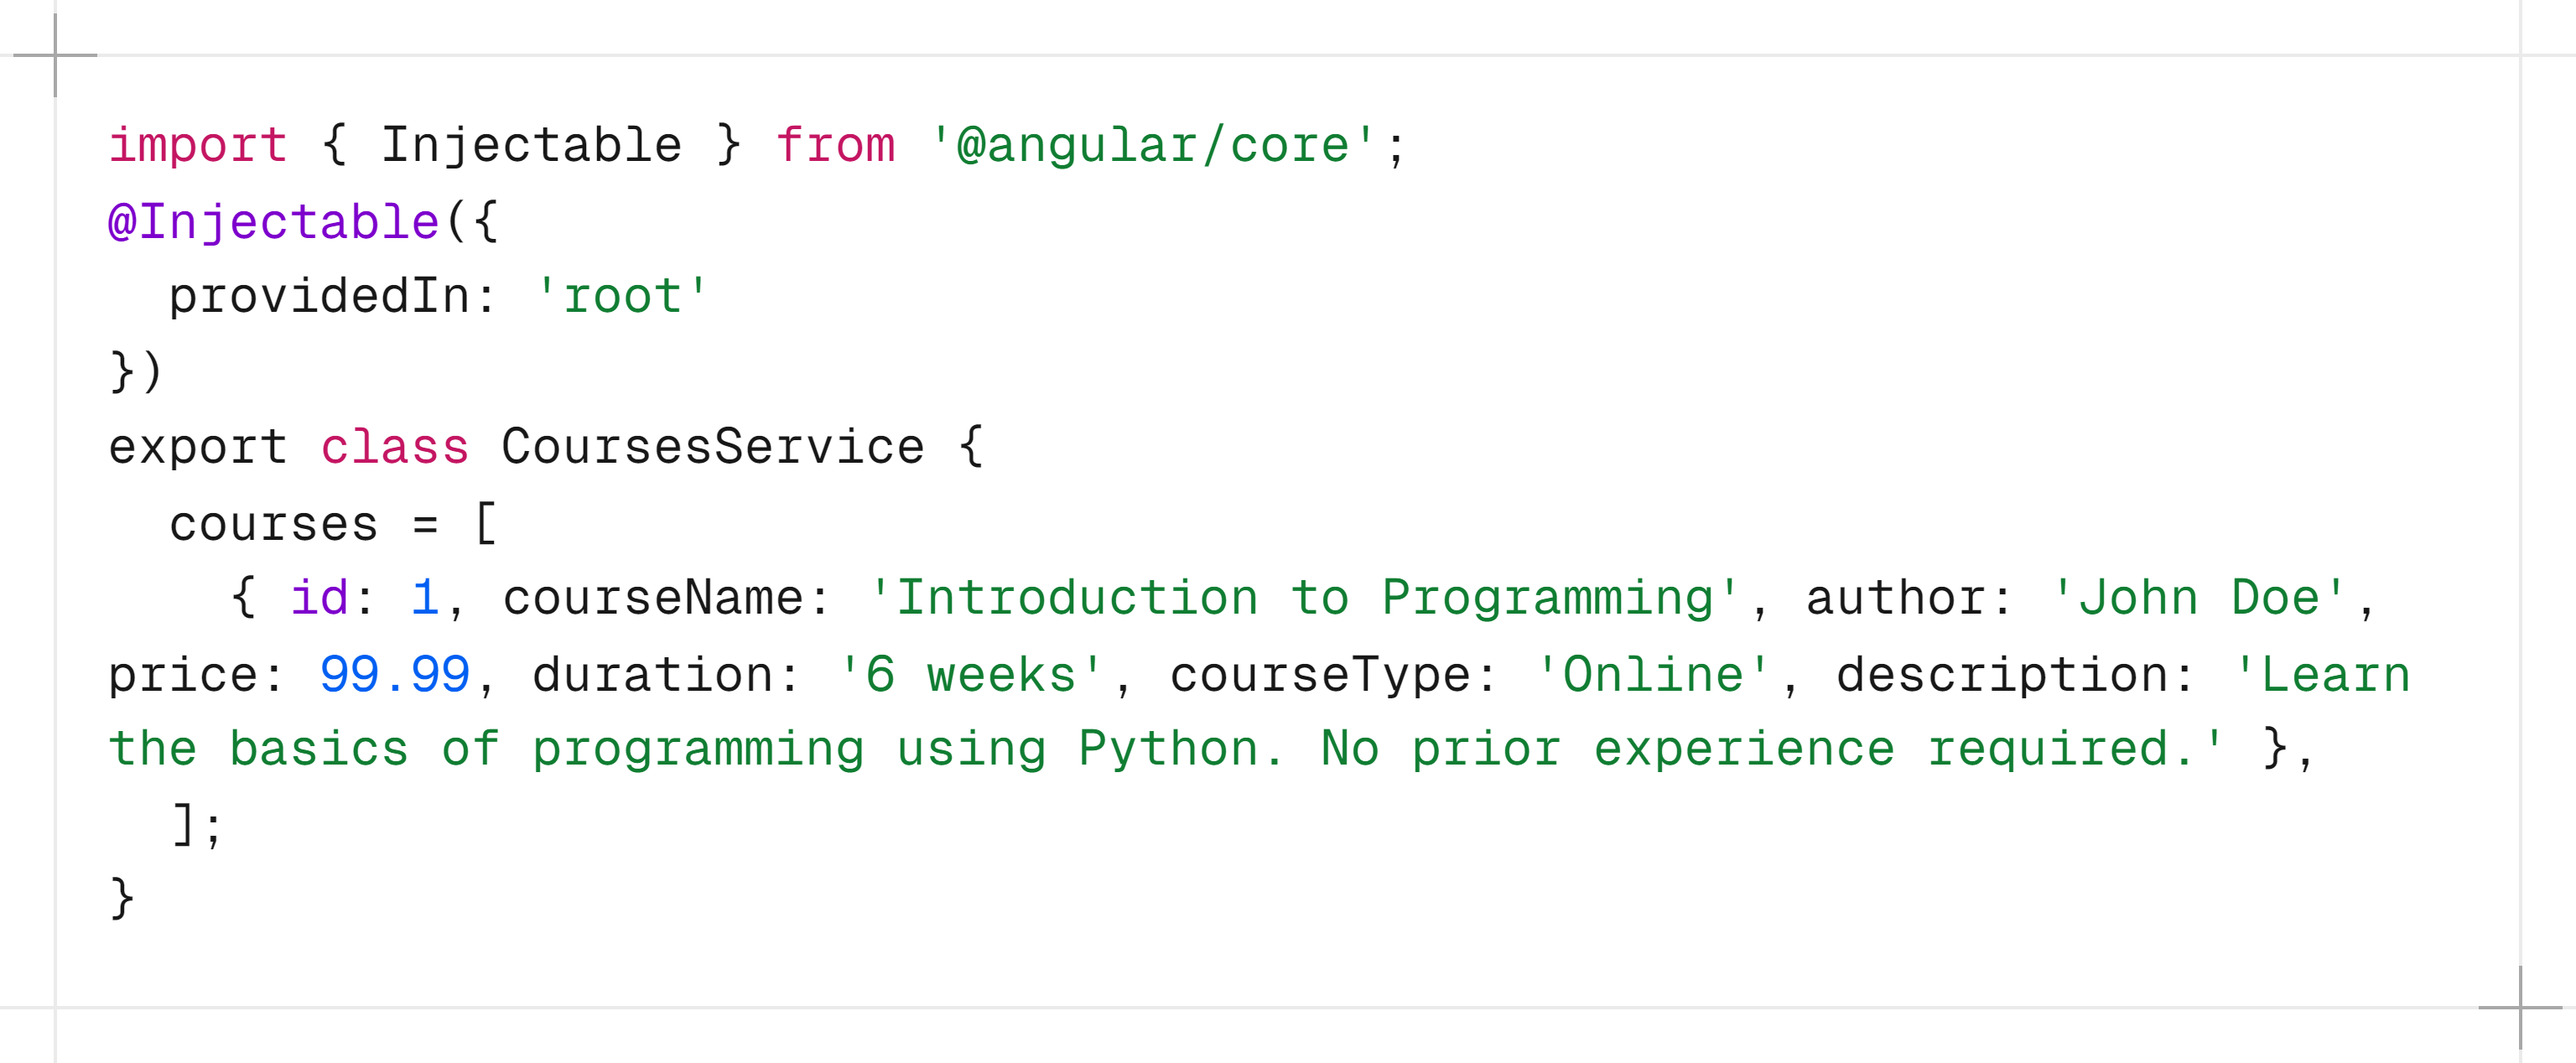 import { Injectable } from '@angular/core';
@Injectable({
  providedIn: 'root'
})
export class CoursesService {
  courses = [
    { id: 1, courseName: 'Introduction to Programming', author: 'John Doe',
price: 99.99, duration: '6 weeks', courseType: 'Online', description: 'Learn
the basics of programming using Python. No prior experience required.' },
  ];
}